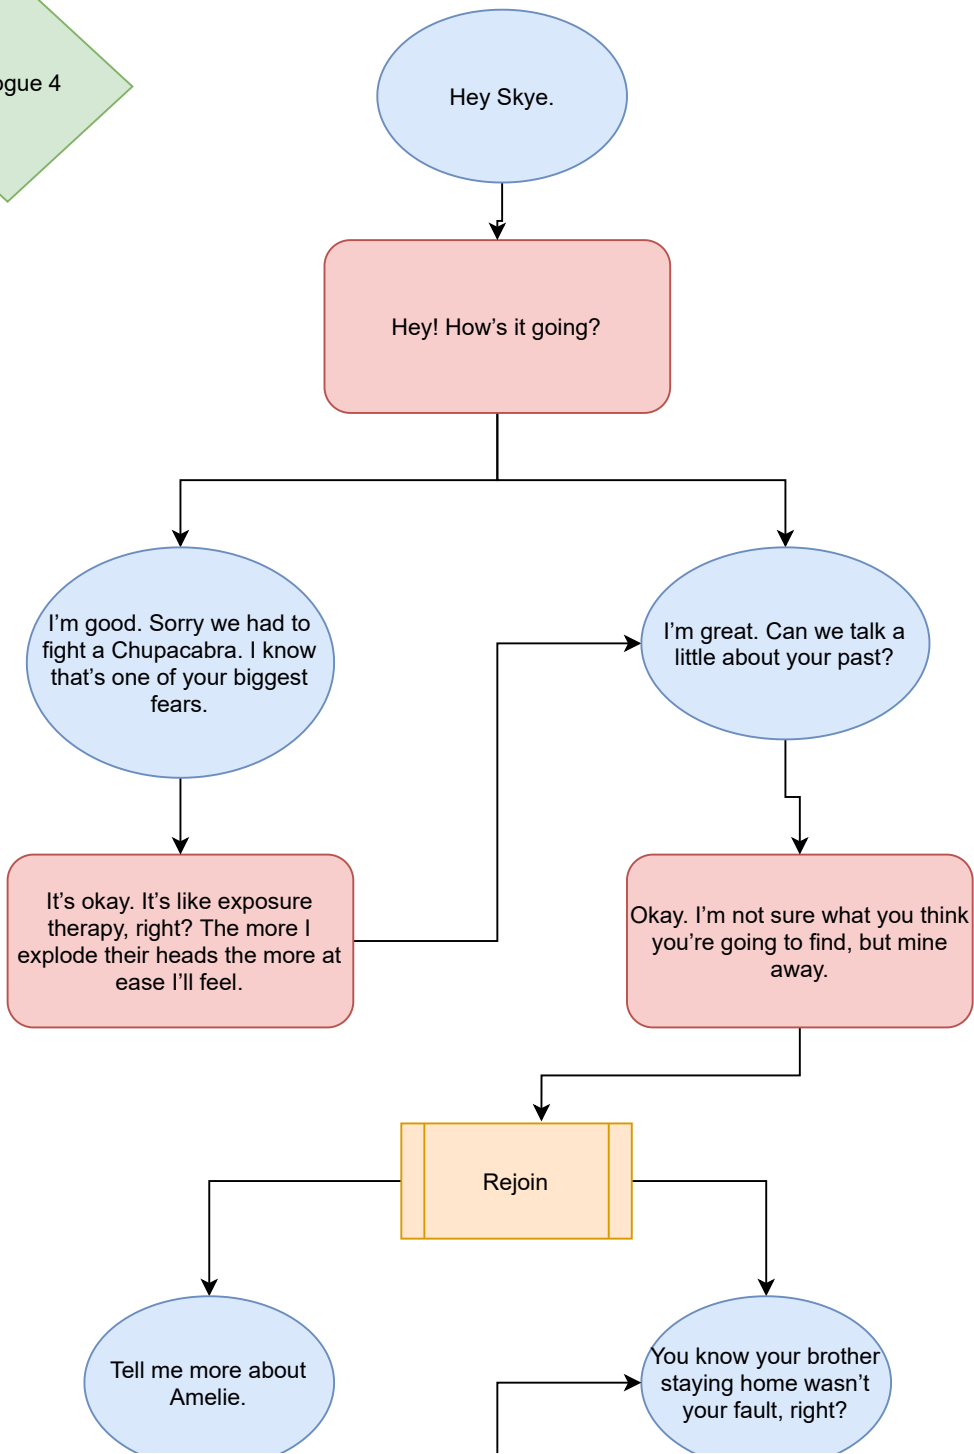 4
Hey Skye.
Hey! How’s it going?
I’m good. Sorry we had to
fight a Chupacabra. I know
that’s one of your biggest
fears.
I’m great. Can we talk a
little about your past?
It’s okay. It’s like exposure
therapy, right? The more I
explode their heads the more at
ease I’ll feel.
Okay. I’m not sure what you think
you’re going to find, but mine
away.
Rejoin
Tell me more about
Amelie.
You know your brother
staying home wasn’t
your fault, right?